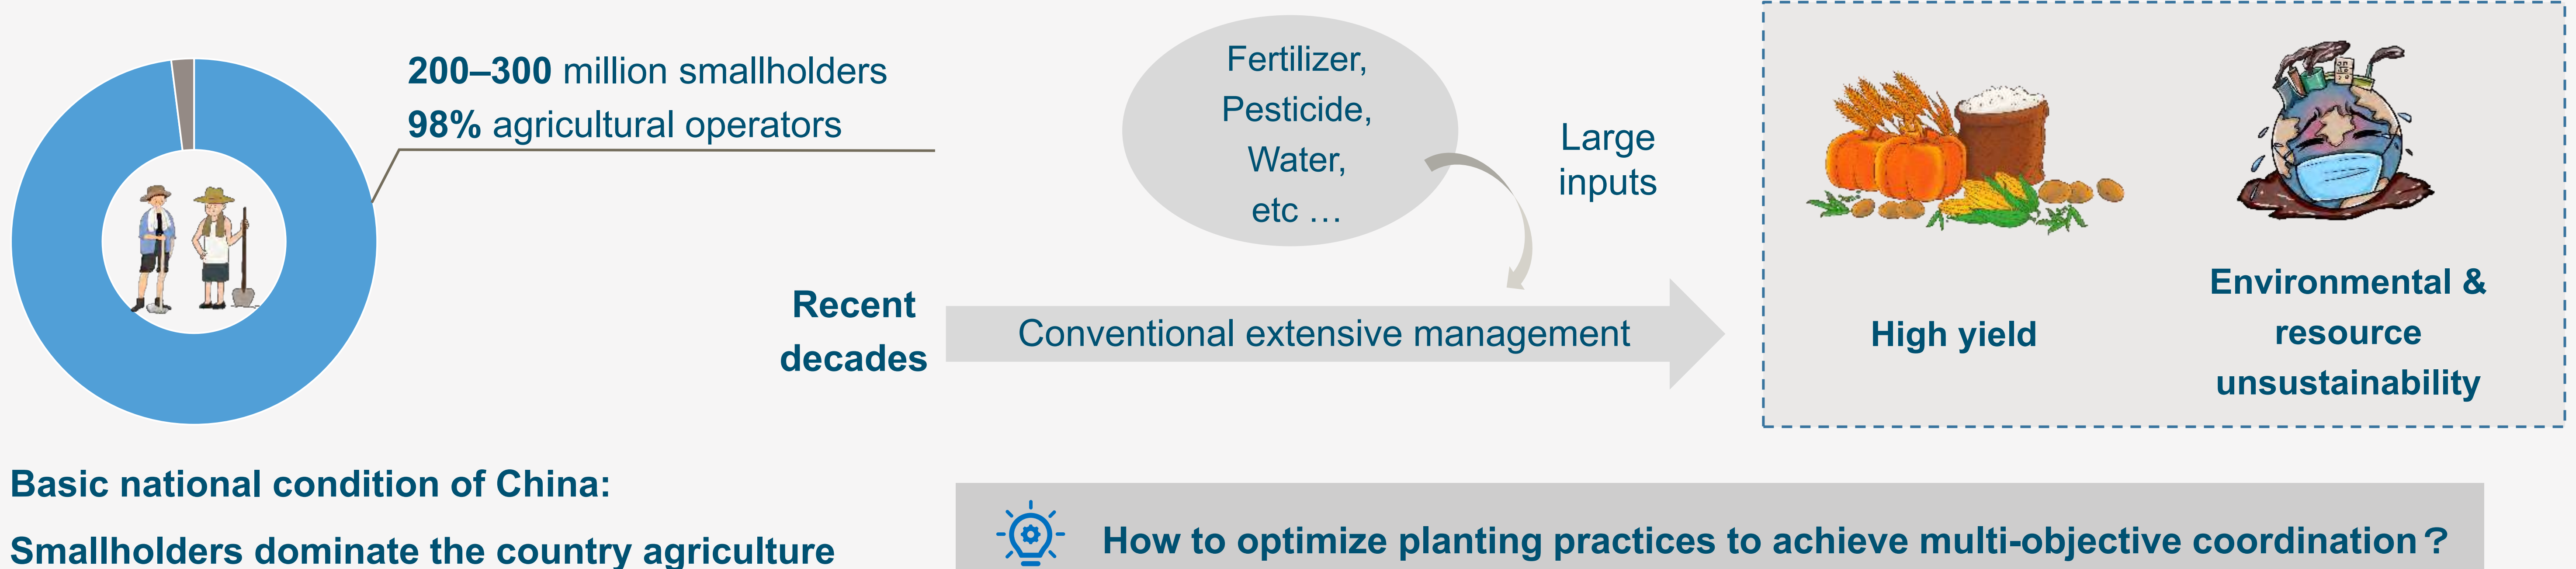 200–300 million smallholders
98% agricultural operators
Basic national condition of China:
Smallholders dominate the country agriculture
Recent
decades
Fertilizer,
Pesticide,
Water,
etc …
Large
inputs
Conventional extensive management
High yield
Environmental &
resource
unsustainability
How to optimize planting practices to achieve multi-objective coordination？